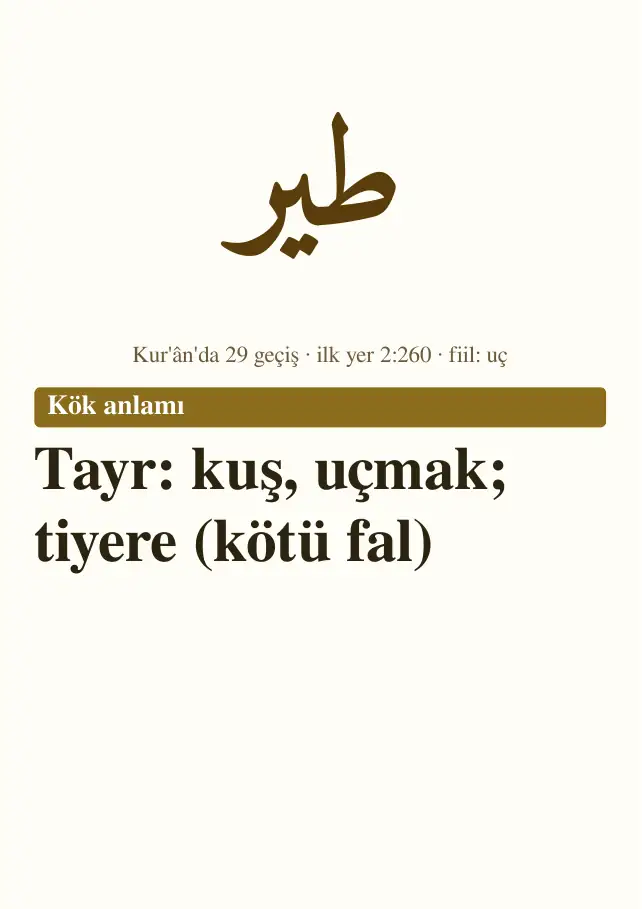 طير
Kur'ân'da 29 geçiş · ilk yer 2:260 · fiil: uç
Kök anlamı
Tayr: kuş, uçmak;
tiyere (kötü fal)